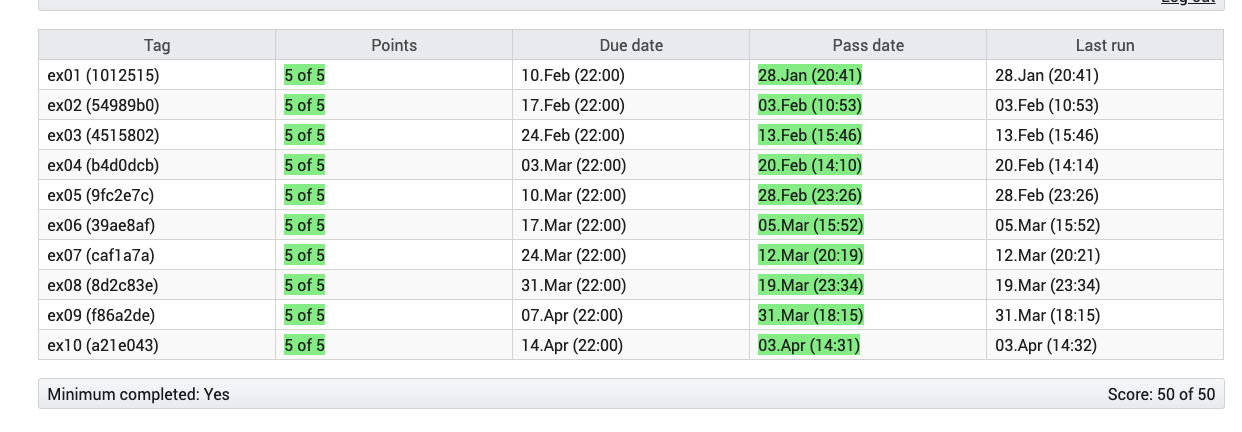 Log out
Tag Points Due date Pass date Last run
ex01 (1012515) 5 of 5 10.Feb (22:00) 28.Jan (20:41) 28.Jan (20:41)
ex02 (54989b0) 5 of 5 17.Feb (22:00) 03.Feb (10:53) 03.Feb (10:53)
ex03 (4515802) 5 of 5 24.Feb (22:00) 13.Feb (15:46) 13.Feb (15:46)
ex04 (b4d0dcb) 5 of 5 03.Mar (22:00) 20.Feb (14:10) 20.Feb (14:14)
ex05 (9fc2e7c) 5 of 5 10.Mar (22:00) 28.Feb (23:26) 28.Feb (23:26)
ex06 (39ae8af) 5 of 5 17.Mar (22:00) 05.Mar (15:52) 05.Mar (15:52)
ex07 (caf1a7a) 5 of 5 24.Mar (22:00) 12.Mar (20:19) 12.Mar (20:21)
ex08 (8d2c83e) 5 of 5 31.Mar (22:00) 19.Mar (23:34) 19.Mar (23:34)
ex09 (f86a2de) 5 of 5 07.Apr (22:00) 31.Mar (18:15) 31.Mar (18:15)
ex10 (a21e043) 5 of 5 14.Apr (22:00) 03.Apr (14:31) 03.Apr (14:32)
Minimum completed: Yes Score: 50 of 50